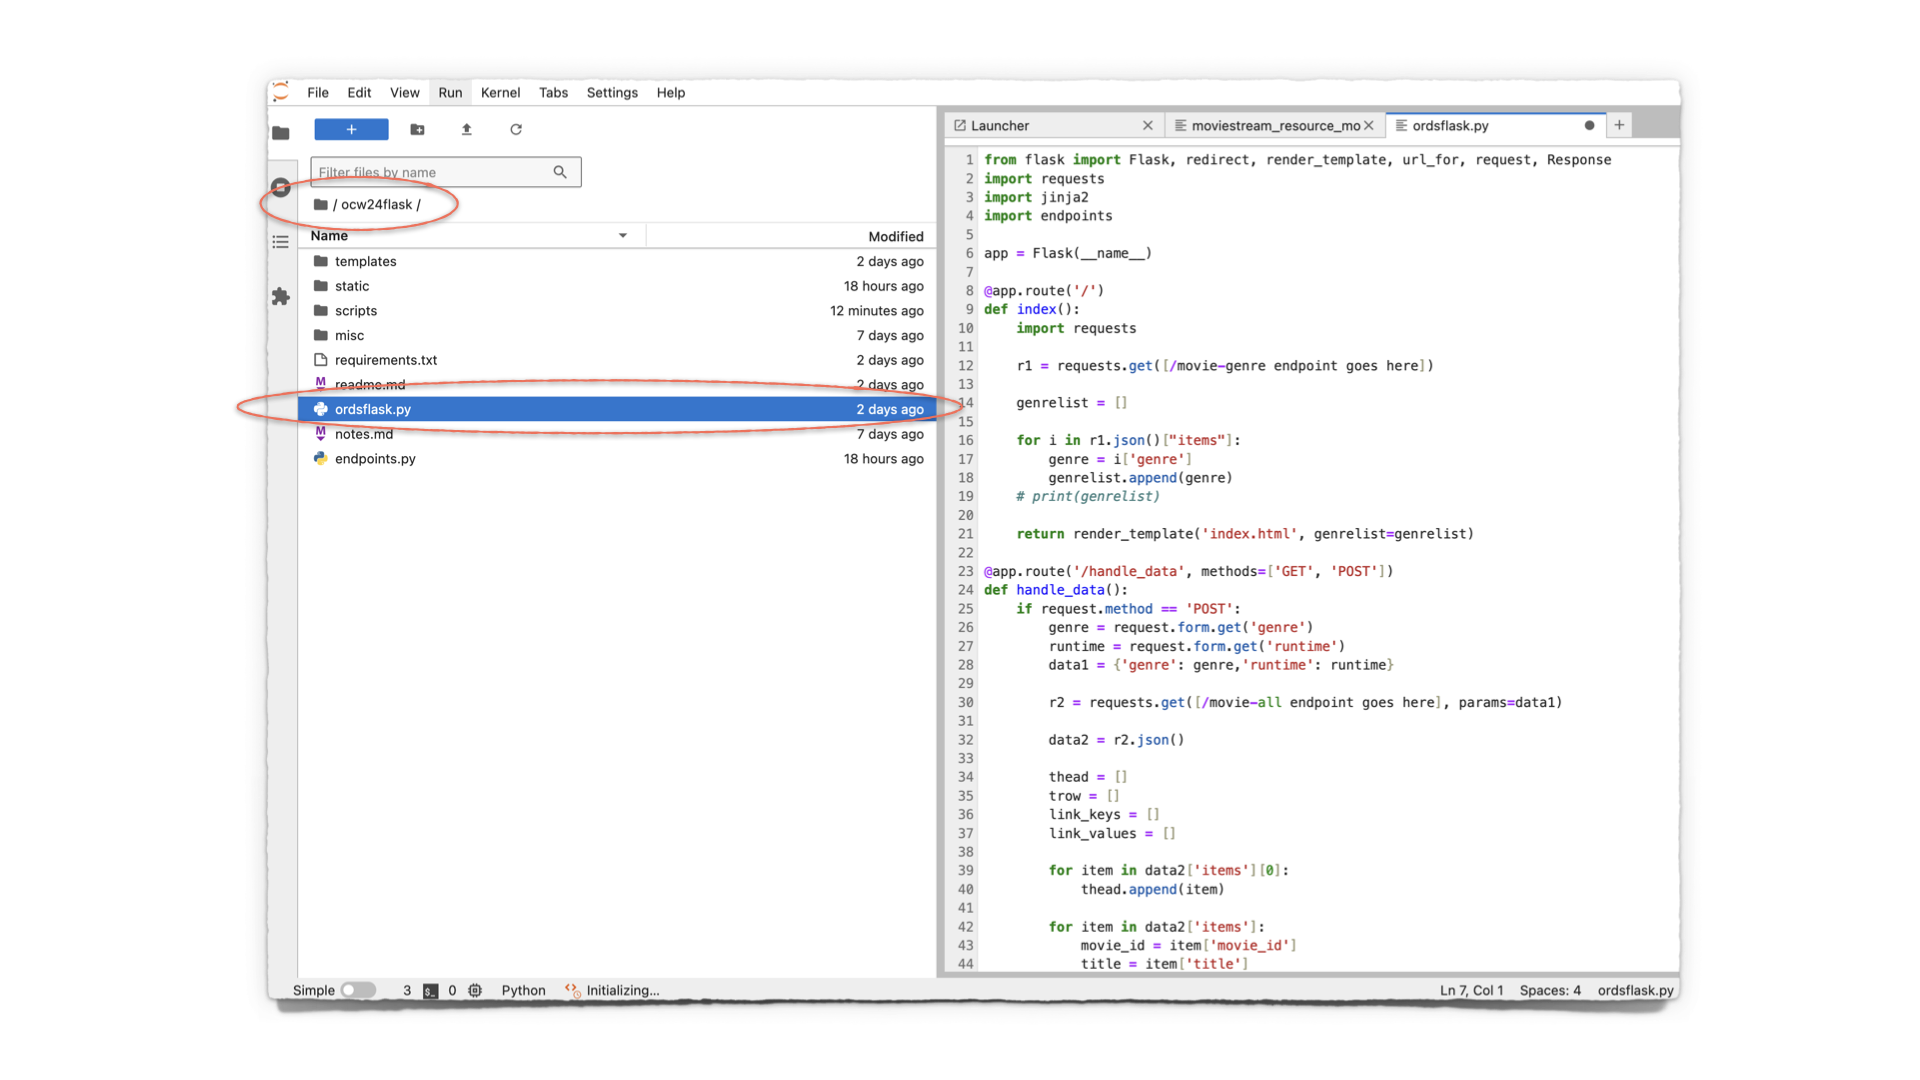 File Edit View Run Kernel Tabs Settings Help
+
Filter files by name
/ ocw24flask /
Name Modified
templates 2 days ago
static 18 hours ago
scripts 12 minutes ago
misc 7 days ago
requirements.txt 2 days ago
readme.md 2 days ago
ordsflask.py 2 days ago
notes.md 7 days ago
endpoints.py 18 hours ago
Launcher moviestream_resource_mo ordsflask.py
1 from flask import Flask, redirect, render_template, url_for, request, Response
2 import requests
3 import jinja2
4 import endpoints
5
6 app = Flask(__name__)
7
8 @app.route('/')
9 def index():
10     import requests
11
12     r1 = requests.get([/movie-genre endpoint goes here])
13
14     genrelist = []
15
16     for i in r1.json()["items"]:
17         genre = i['genre']
18         genrelist.append(genre)
19     # print(genrelist)
20
21     return render_template('index.html', genrelist=genrelist)
22
23 @app.route('/handle_data', methods=['GET', 'POST'])
24 def handle_data():
25     if request.method == 'POST':
26         genre = request.form.get('genre')
27         runtime = request.form.get('runtime')
28         data1 = {'genre': genre,'runtime': runtime}
29
30         r2 = requests.get([/movie-all endpoint goes here], params=data1)
31
32         data2 = r2.json()
33
34         thead = []
35         trow = []
36         link_keys = []
37         link_values = []
38
39         for item in data2['items'][0]:
40             thead.append(item)
41
42         for item in data2['items']:
43             movie_id = item['movie_id']
44             title = item['title']
Simple 3 $_ 0 Python Initializing... Ln 7, Col 1 Spaces: 4 ordsflask.py